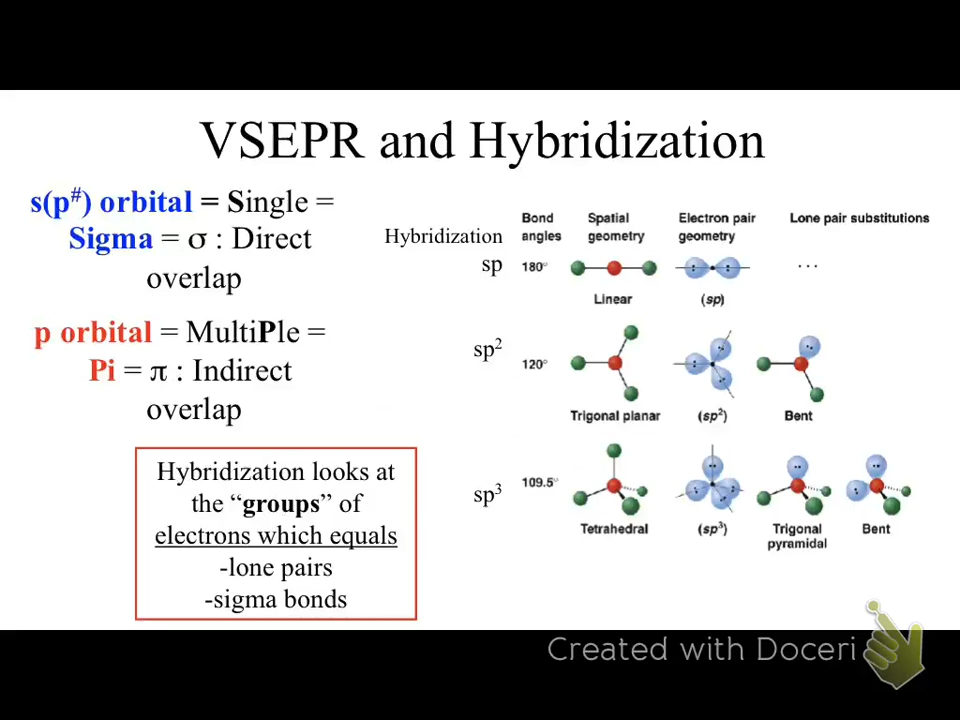 VSEPR and Hybridization
s(p#) orbital = Single =
Sigma = σ : Direct
overlap
p orbital = MultiPle =
Pi = π : Indirect
overlap
Hybridization looks at
the “groups” of
electrons which equals
-lone pairs
-sigma bonds
Hybridization
Bond
angles
Spatial
geometry
Electron pair
geometry
Lone pair substitutions
sp
180°
Linear
(sp)
...
sp2
120°
Trigonal planar
(sp2)
Bent
sp3
109.5°
Tetrahedral
(sp3)
Trigonal
pyramidal
Bent
Created with Doceri